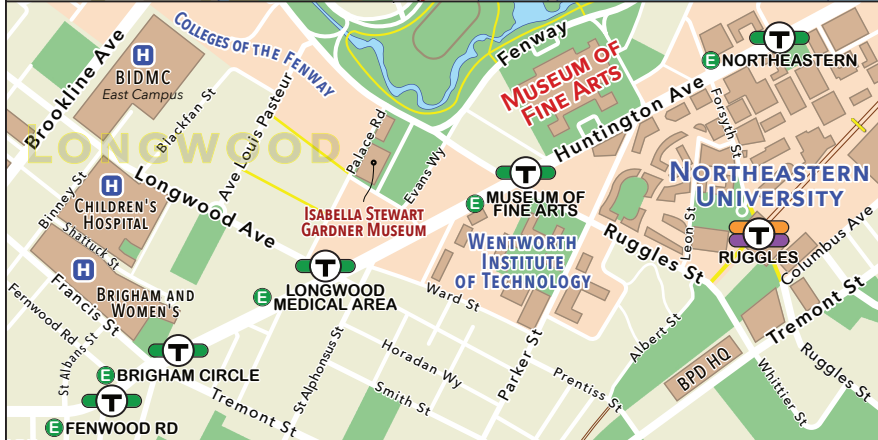 Brookline Ave
COLLEGES OF THE FENWAY
H
BIDMC
East Campus
Blackfan St
Ave Louis Pasteur
Fenway
MUSEUM OF
FINE ARTS
T
E NORTHEASTERN
Huntington Ave
Forsyth St
LONGWOOD
Palace Rd
Evans Wy
ISABELLA STEWART
GARDNER MUSEUM
T
E MUSEUM OF
FINE ARTS
NORTHEASTERN
UNIVERSITY
Leon St
T
RUGGLES
Columbus Ave
Binney St
H
CHILDREN'S
HOSPITAL
Longwood Ave
Shattuck St
H
BRIGHAM AND
WOMEN'S
Francis St
Fernwood Rd
St Albans St
T
E LONGWOOD
MEDICAL AREA
WENTWORTH
INSTITUTE
OF TECHNOLOGY
Ruggles St
Ward St
Tremont St
Albert St
BPD HQ
Whittier St
Ruggles St
Parker St
Prentiss St
Horadan Wy
Smith St
St Alphonsus St
Tremont St
T
E BRIGHAM CIRCLE
T
E FENWOOD RD